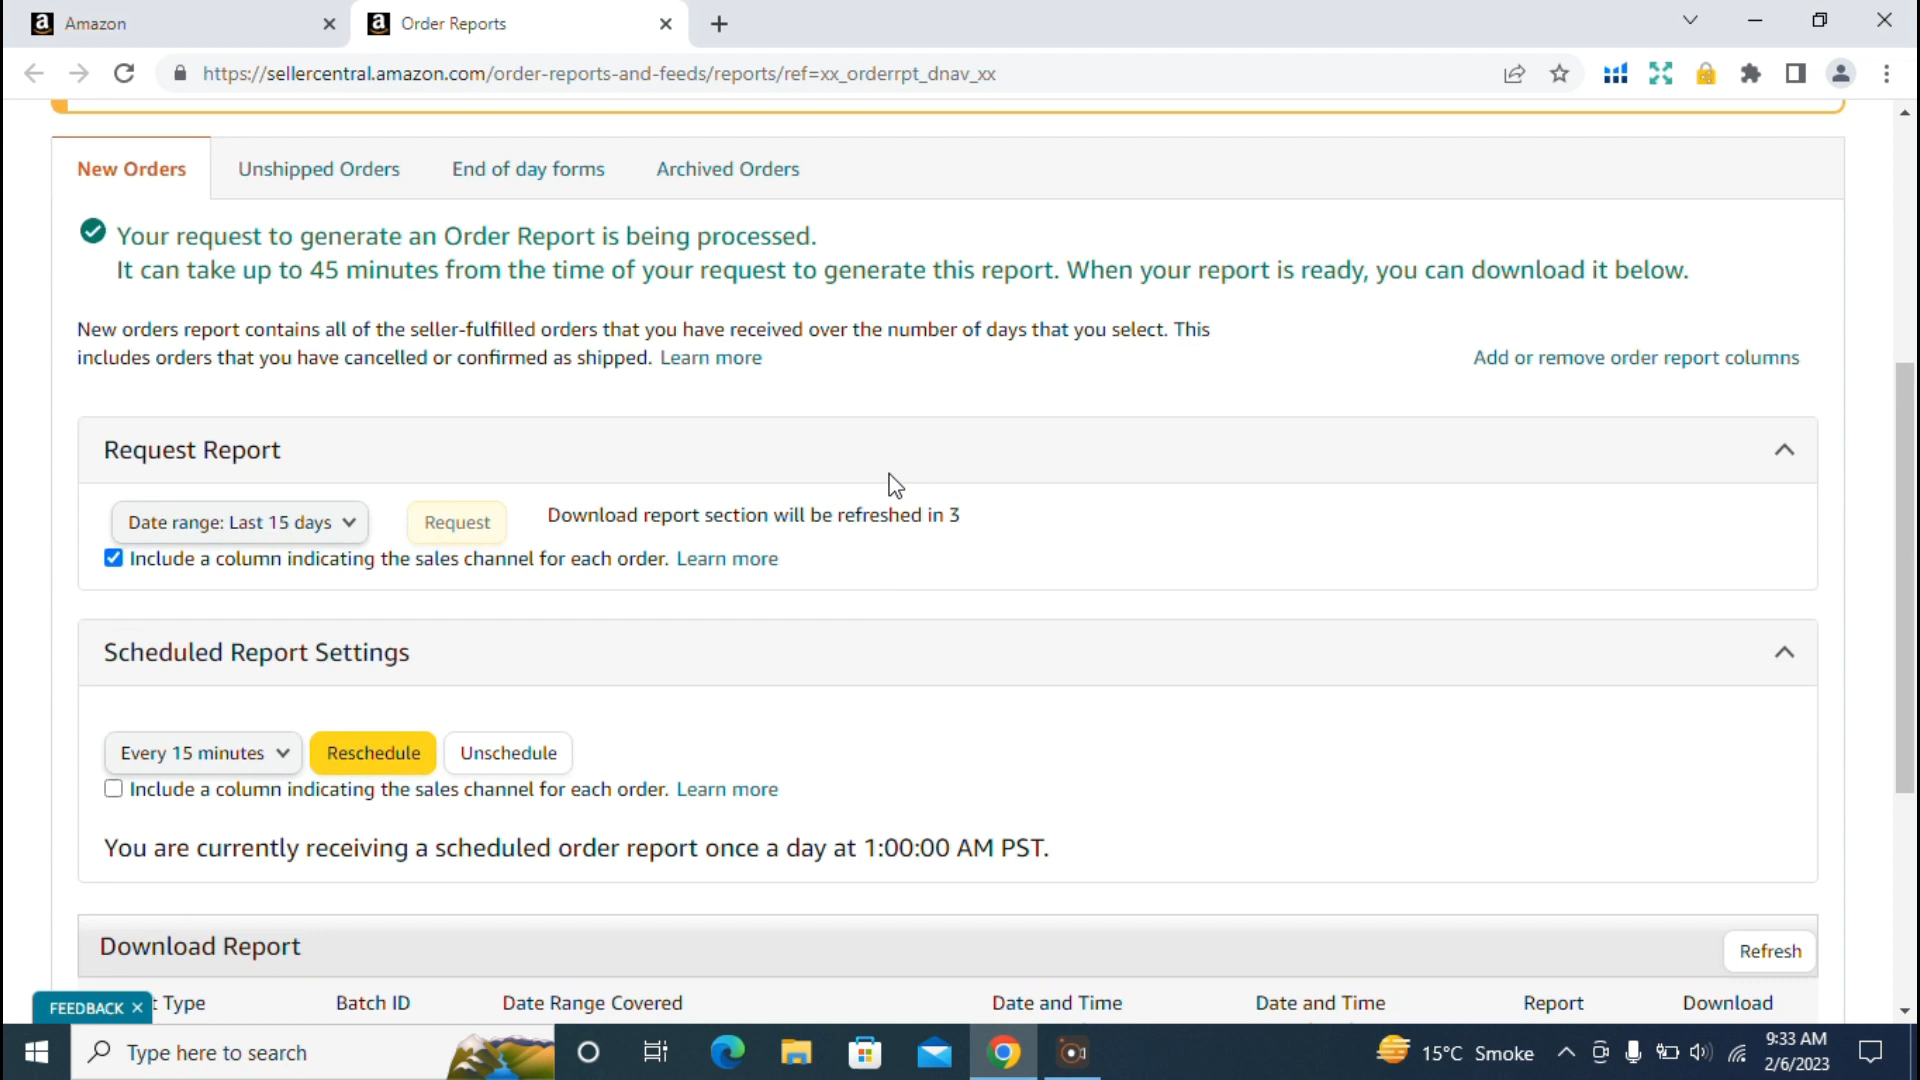 Amazon
Order Reports
https://sellercentral.amazon.com/order-reports-and-feeds/reports/ref=xx_orderrpt_dnav_xx
New Orders
Unshipped Orders
End of day forms
Archived Orders
Your request to generate an Order Report is being processed.
It can take up to 45 minutes from the time of your request to generate this report. When your report is ready, you can download it below.
New orders report contains all of the seller-fulfilled orders that you have received over the number of days that you select. This
includes orders that you have cancelled or confirmed as shipped. Learn more
Add or remove order report columns
Request Report
Date range: Last 15 days
Request
Download report section will be refreshed in 3
Include a column indicating the sales channel for each order. Learn more
Scheduled Report Settings
Every 15 minutes
Reschedule
Unschedule
Include a column indicating the sales channel for each order. Learn more
You are currently receiving a scheduled order report once a day at 1:00:00 AM PST.
Download Report
Refresh
FEEDBACK
t Type
Batch ID
Date Range Covered
Date and Time
Date and Time
Report
Download
Type here to search
15°C Smoke
9:33 AM
2/6/2023